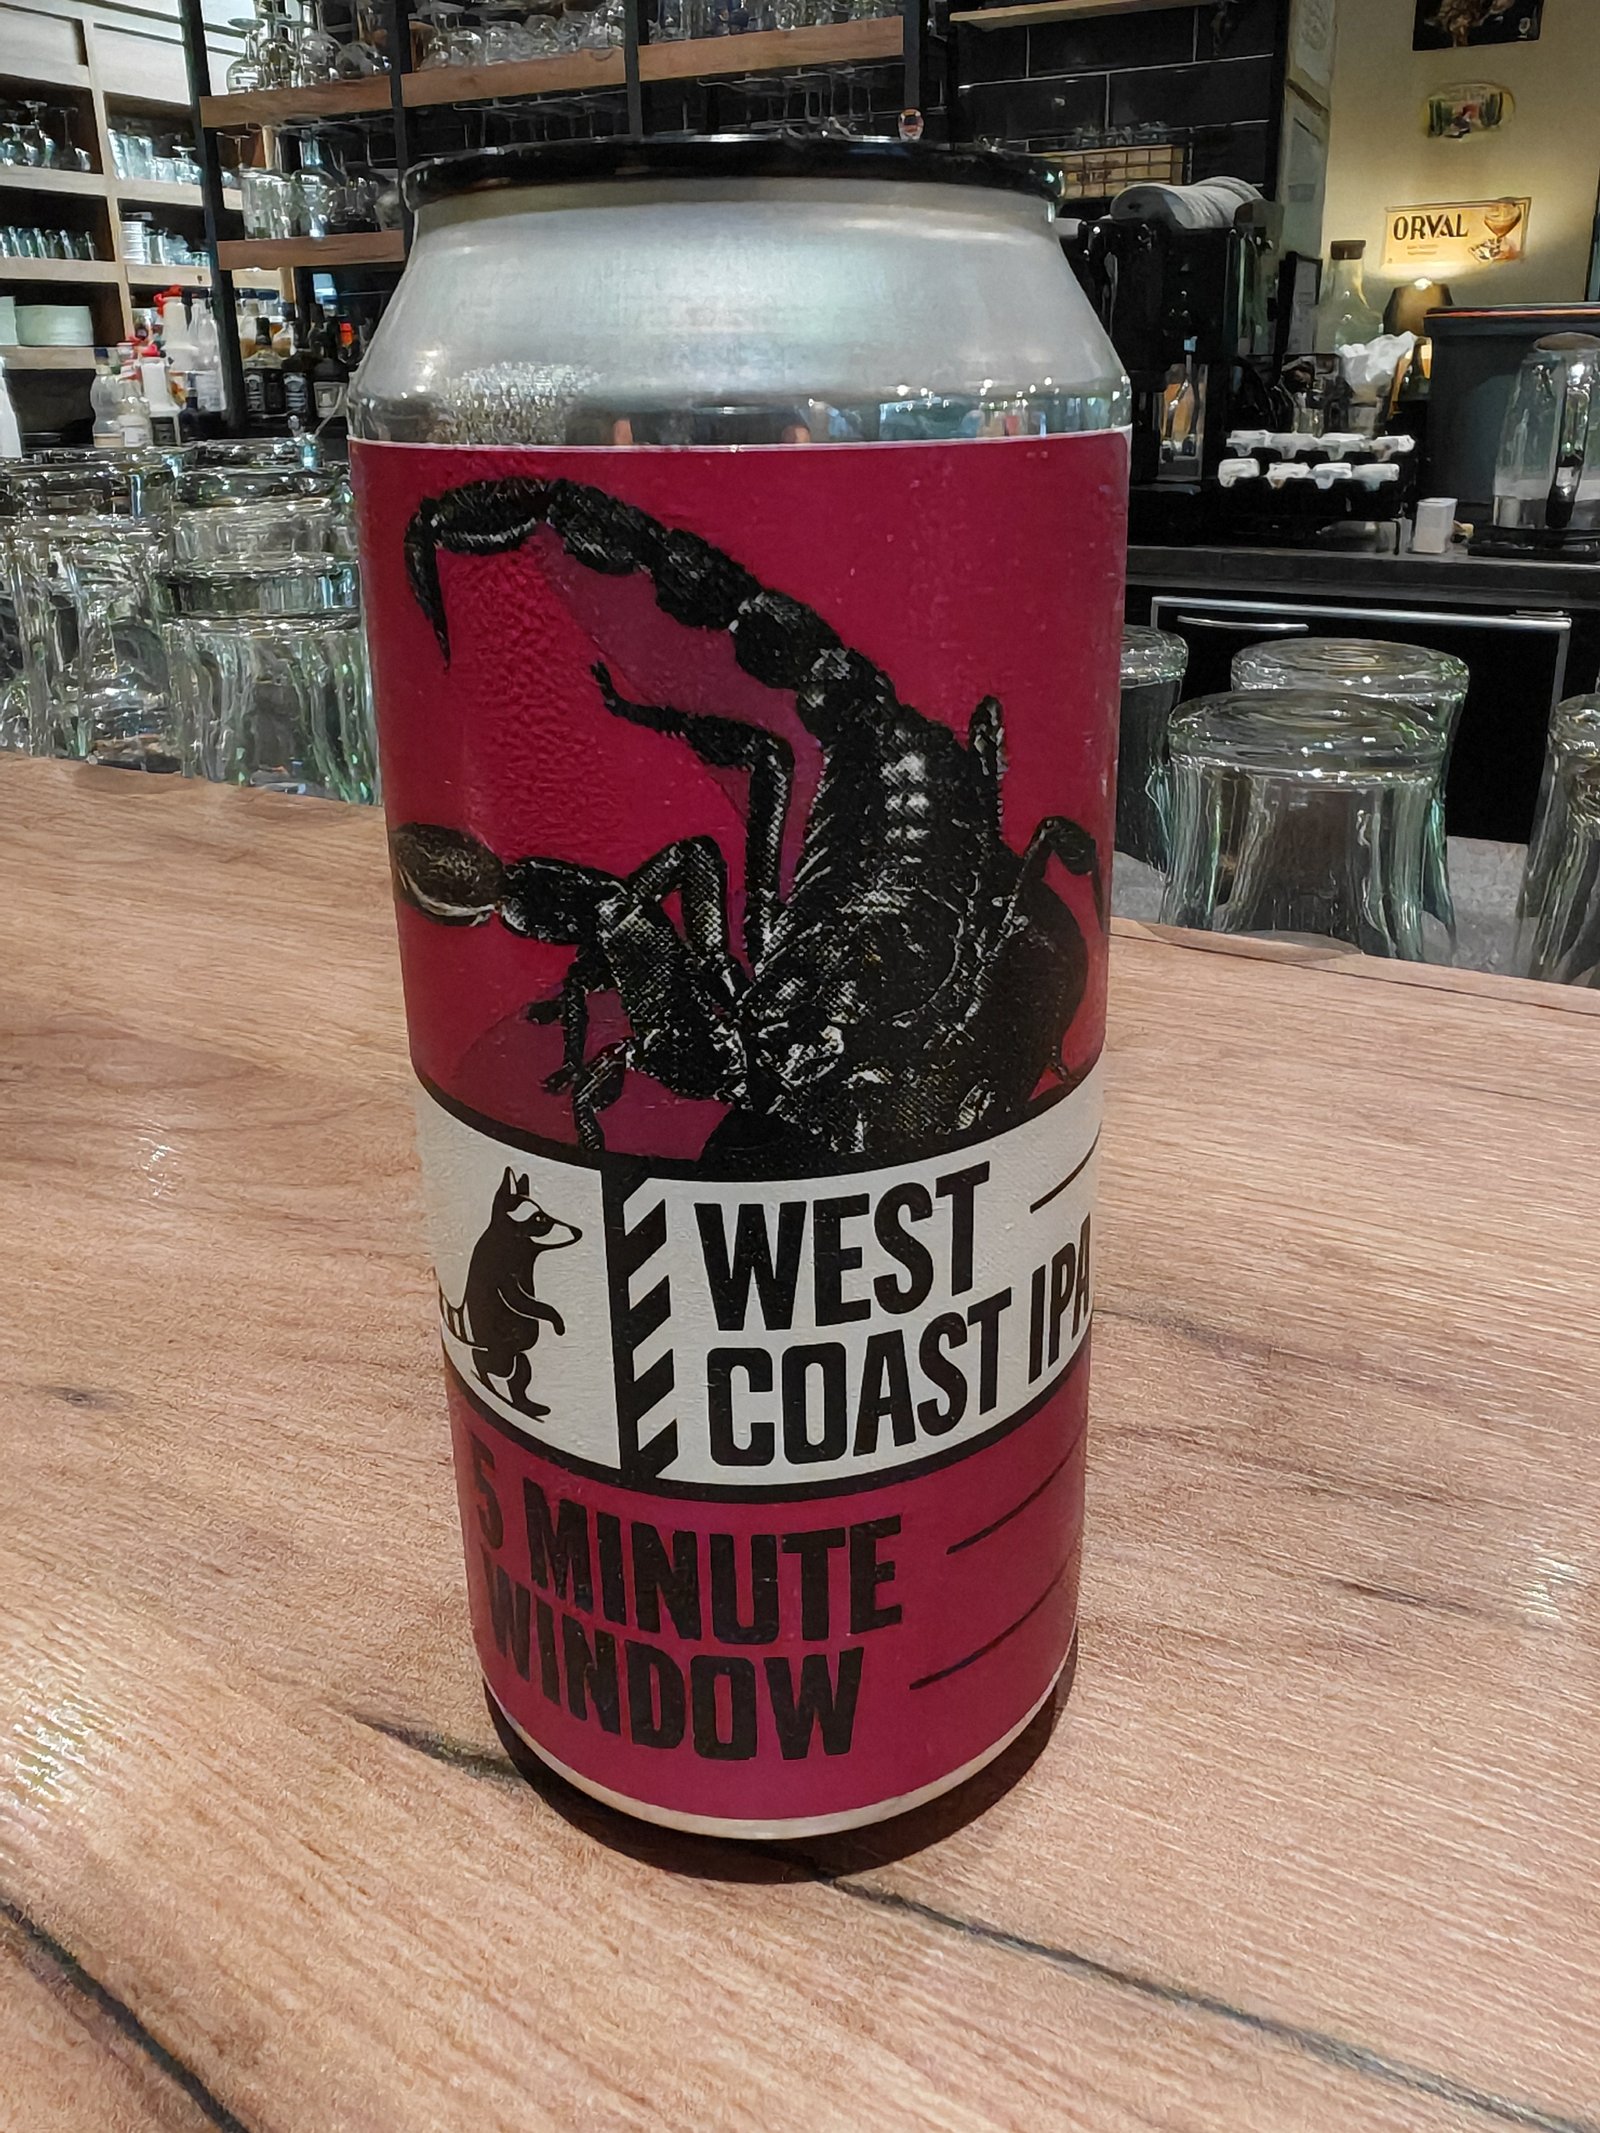 ORVAL
WEST
COAST IPA
5 MINUTE
WINDOW